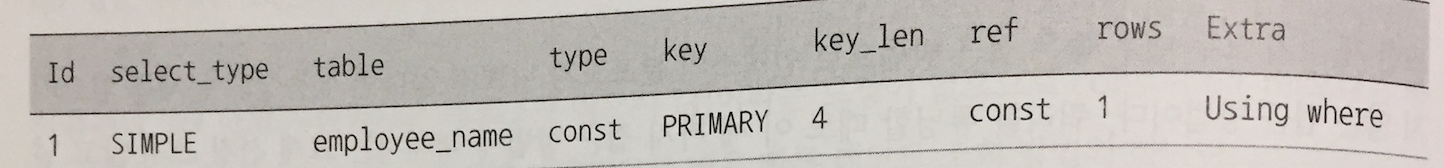 Id select_type table type key key_len ref rows Extra
1 SIMPLE employee_name const PRIMARY 4 const 1 Using where